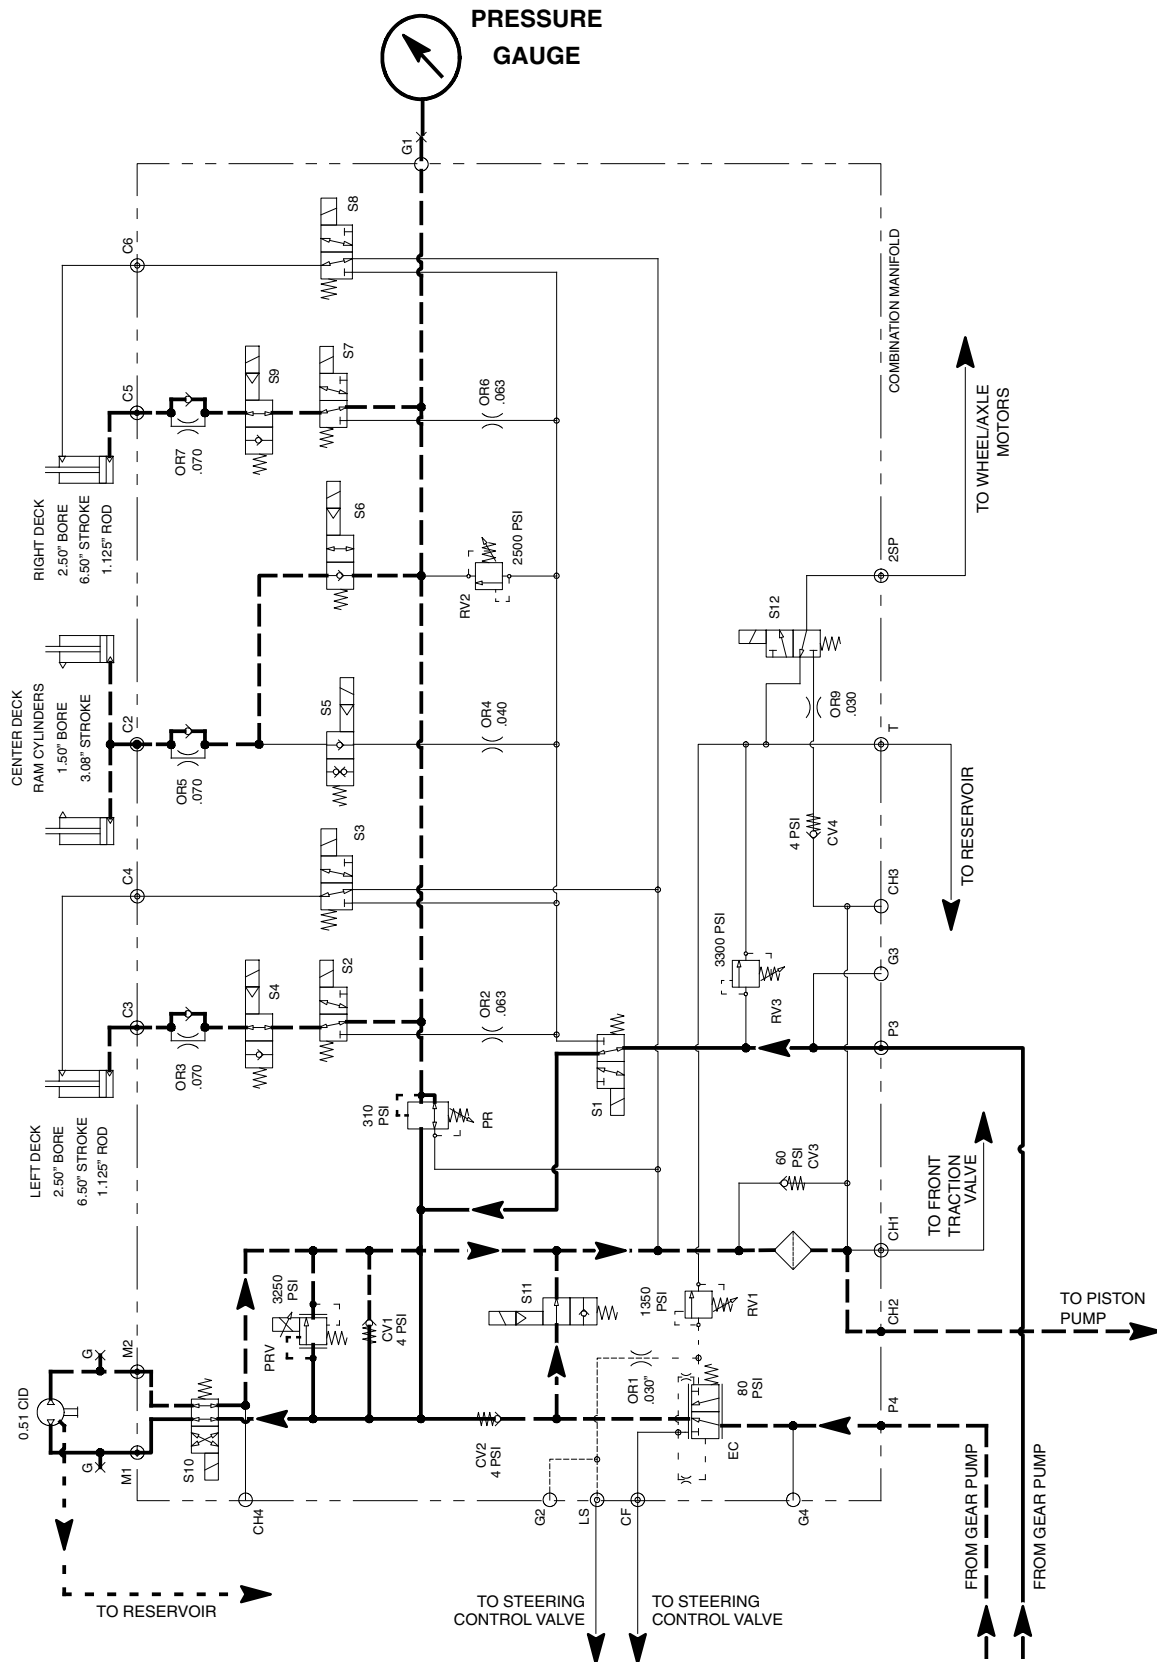 PRESSURE
GAUGE
G1
S8
C6
COMBINATION MANIFOLD
C5
S9
S7
OR6
.063
OR7
.070
RIGHT DECK
2.50" BORE
6.50" STROKE
1.125" ROD
S6
RV2
2500 PSI
TO WHEEL/AXLE
MOTORS
2SP
S12
OR9
.030
CENTER DECK
RAM CYLINDERS
1.50" BORE
3.08" STROKE
C2
OR5
.070
S5
OR4
.040
T
TO RESERVOIR
4 PSI
CV4
CH3
C4
S3
G3
3300 PSI
RV3
P3
C3
S4
S2
OR2
.063
OR3
.070
S1
LEFT DECK
2.50" BORE
6.50" STROKE
1.125" ROD
310
PSI
PR
60
PSI
CV3
TO FRONT
TRACTION
VALVE
CH1
CH2
TO PISTON
PUMP
3250
PSI
PRV
CV1
4 PSI
S11
1350
PSI
RV1
0.51 CID
G
M2
G
M1
S10
CV2
4 PSI
OR1
.030"
80
PSI
EC
P4
CH4
G2
LS
CF
G4
TO RESERVOIR
TO STEERING
CONTROL VALVE
TO STEERING
CONTROL VALVE
FROM GEAR PUMP
FROM GEAR PUMP